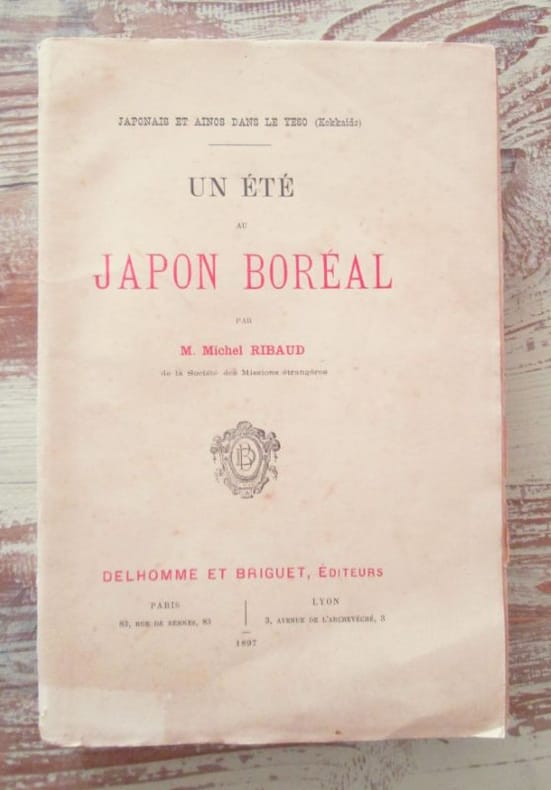 JAPONAIS ET AINOS DANS LE YESO (Hokkaïdo)
UN ÉTÉ
AU
JAPON BORÉAL
PAR
M. Michel RIBAUD
de la Société des Missions étrangères
DELHOMME ET BRIGUET, ÉDITEURS
PARIS
83, RUE DE RENNES, 83
LYON
3, AVENUE DE L'ARCHEVÊCHÉ, 3
1897